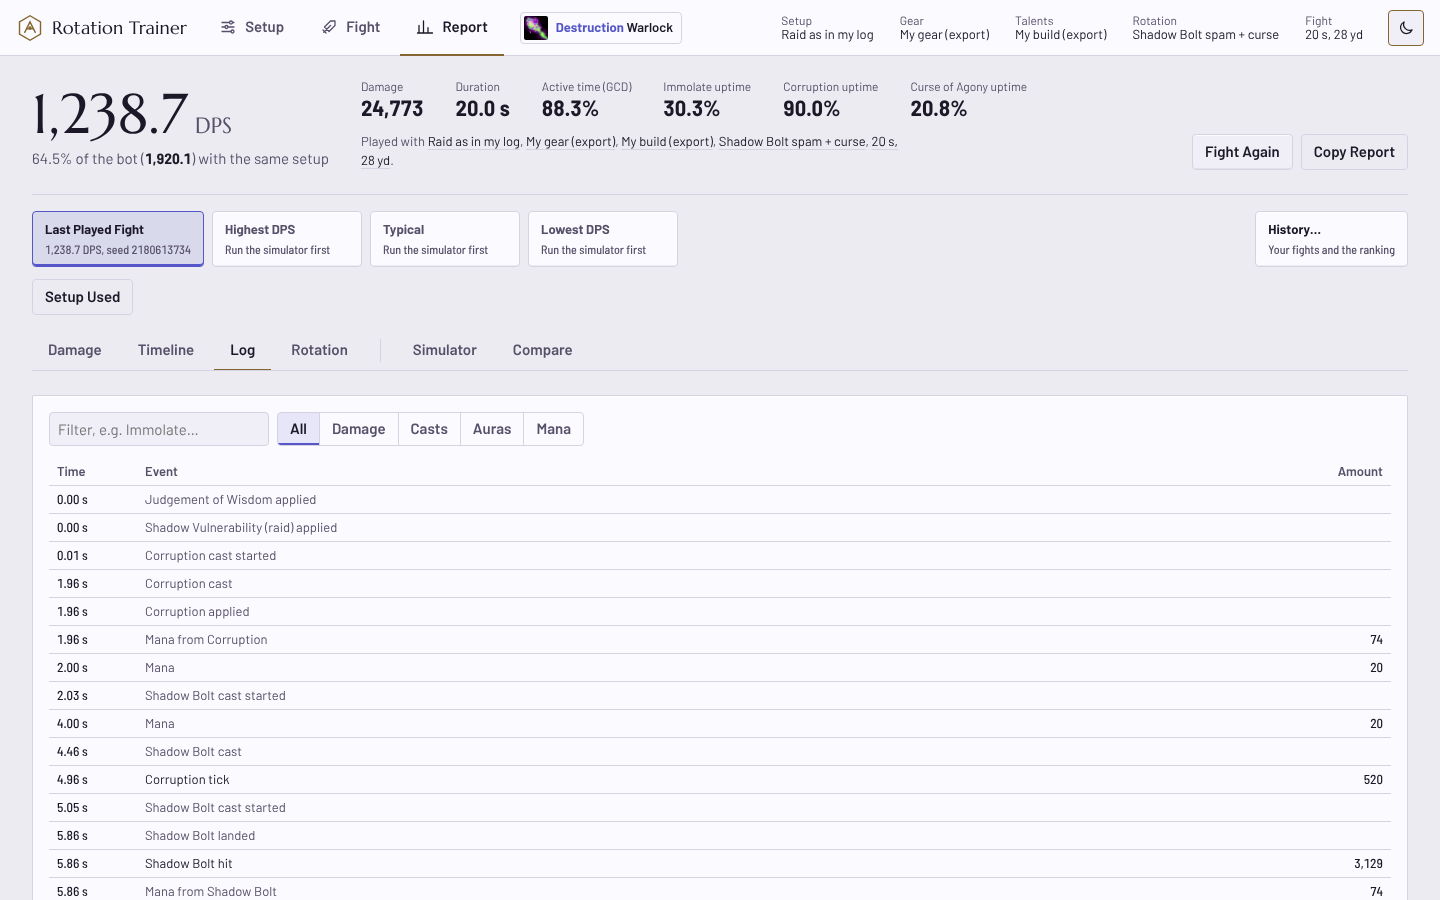 Rotation Trainer
Setup
Fight
Report
Destruction Warlock
Setup
Raid as in my log
Gear
My gear (export)
Talents
My build (export)
Rotation
Shadow Bolt spam + curse
Fight
20 s, 28 yd
1,238.7 DPS
64.5% of the bot (1,920.1) with the same setup
Damage
24,773
Duration
20.0 s
Active time (GCD)
88.3%
Immolate uptime
30.3%
Corruption uptime
90.0%
Curse of Agony uptime
20.8%
Played with Raid as in my log, My gear (export), My build (export), Shadow Bolt spam + curse, 20 s,
28 yd.
Fight Again
Copy Report
Last Played Fight
1,238.7 DPS, seed 2180613734
Highest DPS
Run the simulator first
Typical
Run the simulator first
Lowest DPS
Run the simulator first
History...
Your fights and the ranking
Setup Used
Damage
Timeline
Log
Rotation
Simulator
Compare
Filter, e.g. Immolate...
All
Damage
Casts
Auras
Mana
Time Event Amount
0.00 s Judgement of Wisdom applied
0.00 s Shadow Vulnerability (raid) applied
0.01 s Corruption cast started
1.96 s Corruption cast
1.96 s Corruption applied
1.96 s Mana from Corruption 74
2.00 s Mana 20
2.03 s Shadow Bolt cast started
4.00 s Mana 20
4.46 s Shadow Bolt cast
4.96 s Corruption tick 520
5.05 s Shadow Bolt cast started
5.86 s Shadow Bolt landed
5.86 s Shadow Bolt hit 3,129
5.86 s Mana from Shadow Bolt 74